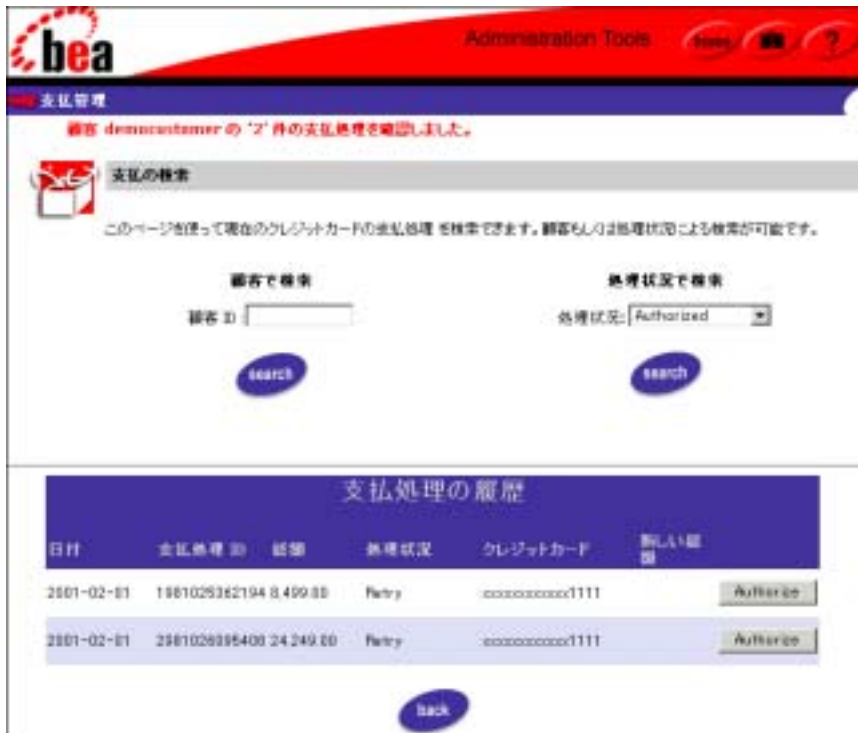 bea
Administration Tools
?
支払管理
顧客 democustomer の '2' 件の支払処理を確認しました。
支払の検索
このページを使って現在のクレジットカードの支払処理 を検索できます。顧客もしくは処理状況による検索が可能です。
顧客で検索
処理状況で検索
顧客 ID
処理状況: Authorized
search
search
支払処理の履歴
日付 支払処理 ID 総額 処理状況 クレジットカード 新しい総額
2001-02-01 1981025362194 8,499.00 Retry xxxxxxxxxxxx1111 Authorize
2001-02-01 2981026095408 24,249.00 Retry xxxxxxxxxxxx1111 Authorize
back